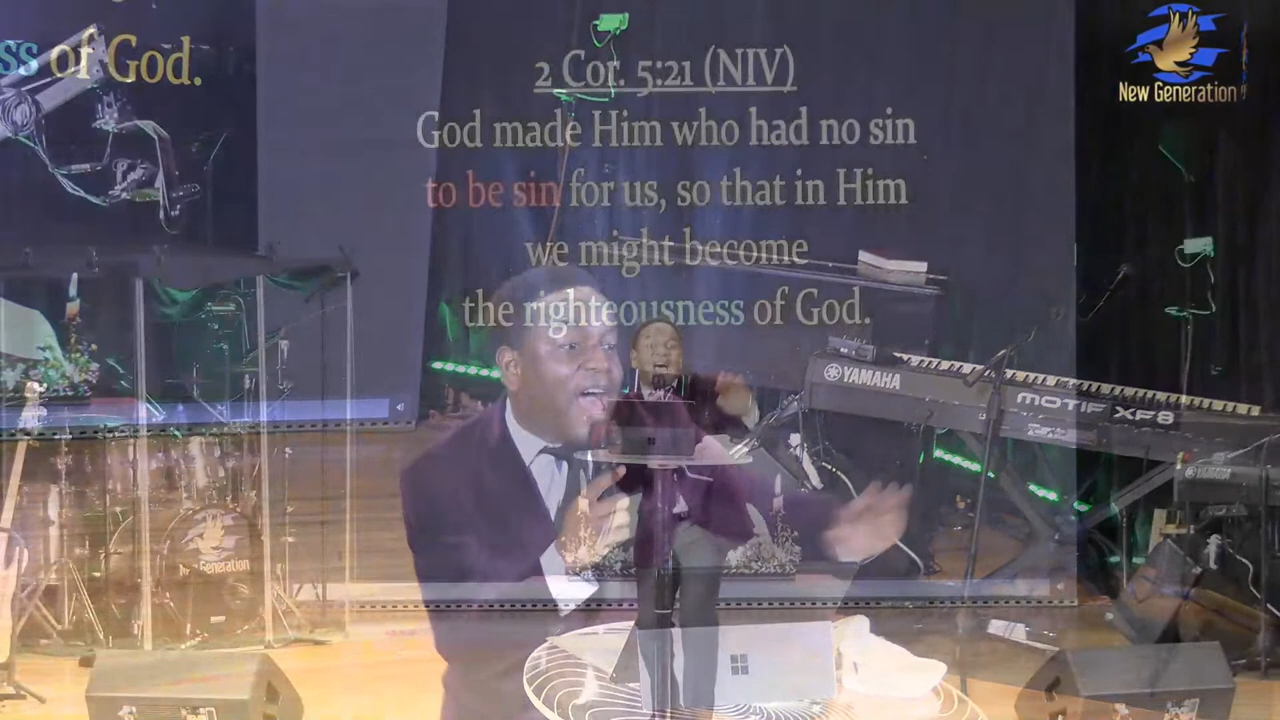 ss of God.
2 Cor. 5:21 (NIV)
God made Him who had no sin
to be sin for us, so that in Him
we might become
the righteousness of God.
New Generation
YAMAHA
MOTIF XF8
YAMAHA
New Generation